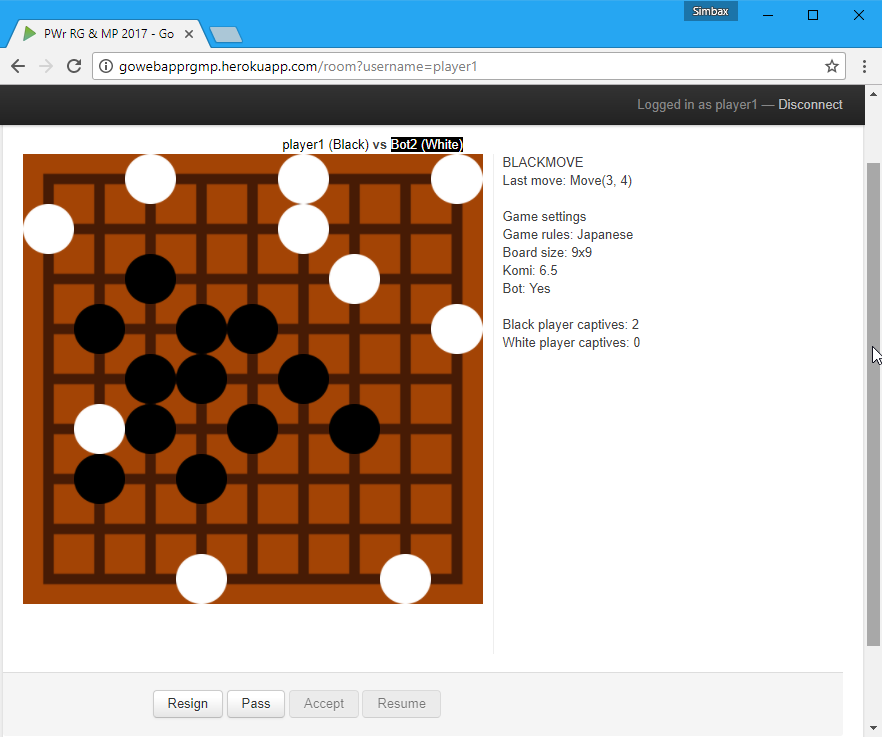 Simbax
PWr RG & MP 2017 - Go
gowebapprgmp.herokuapp.com/room?username=player1
Logged in as player1 — Disconnect
player1 (Black) vs Bot2 (White)
BLACKMOVE
Last move: Move(3, 4)
Game settings
Game rules: Japanese
Board size: 9x9
Komi: 6.5
Bot: Yes
Black player captives: 2
White player captives: 0
Resign Pass Accept Resume